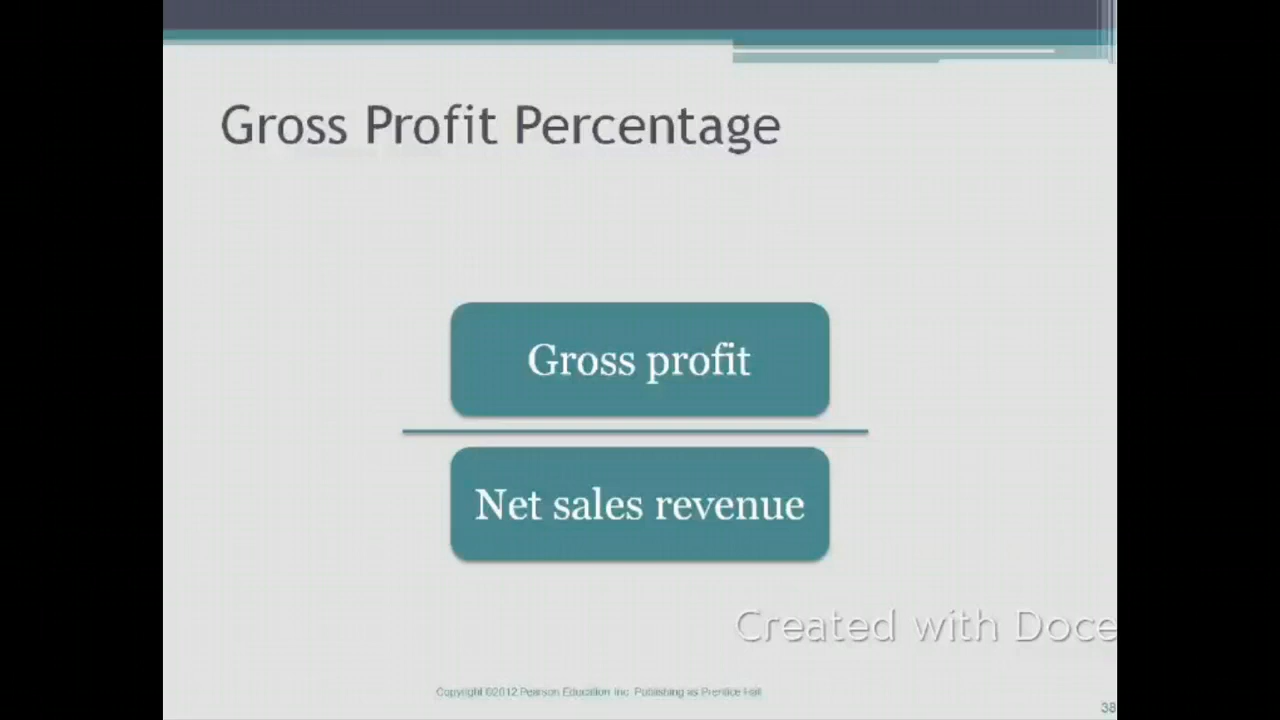 Gross Profit Percentage
Gross profit
Net sales revenue
Created with Doce
Copyright ©2012 Pearson Education Inc. Publishing as Prentice Hall
38